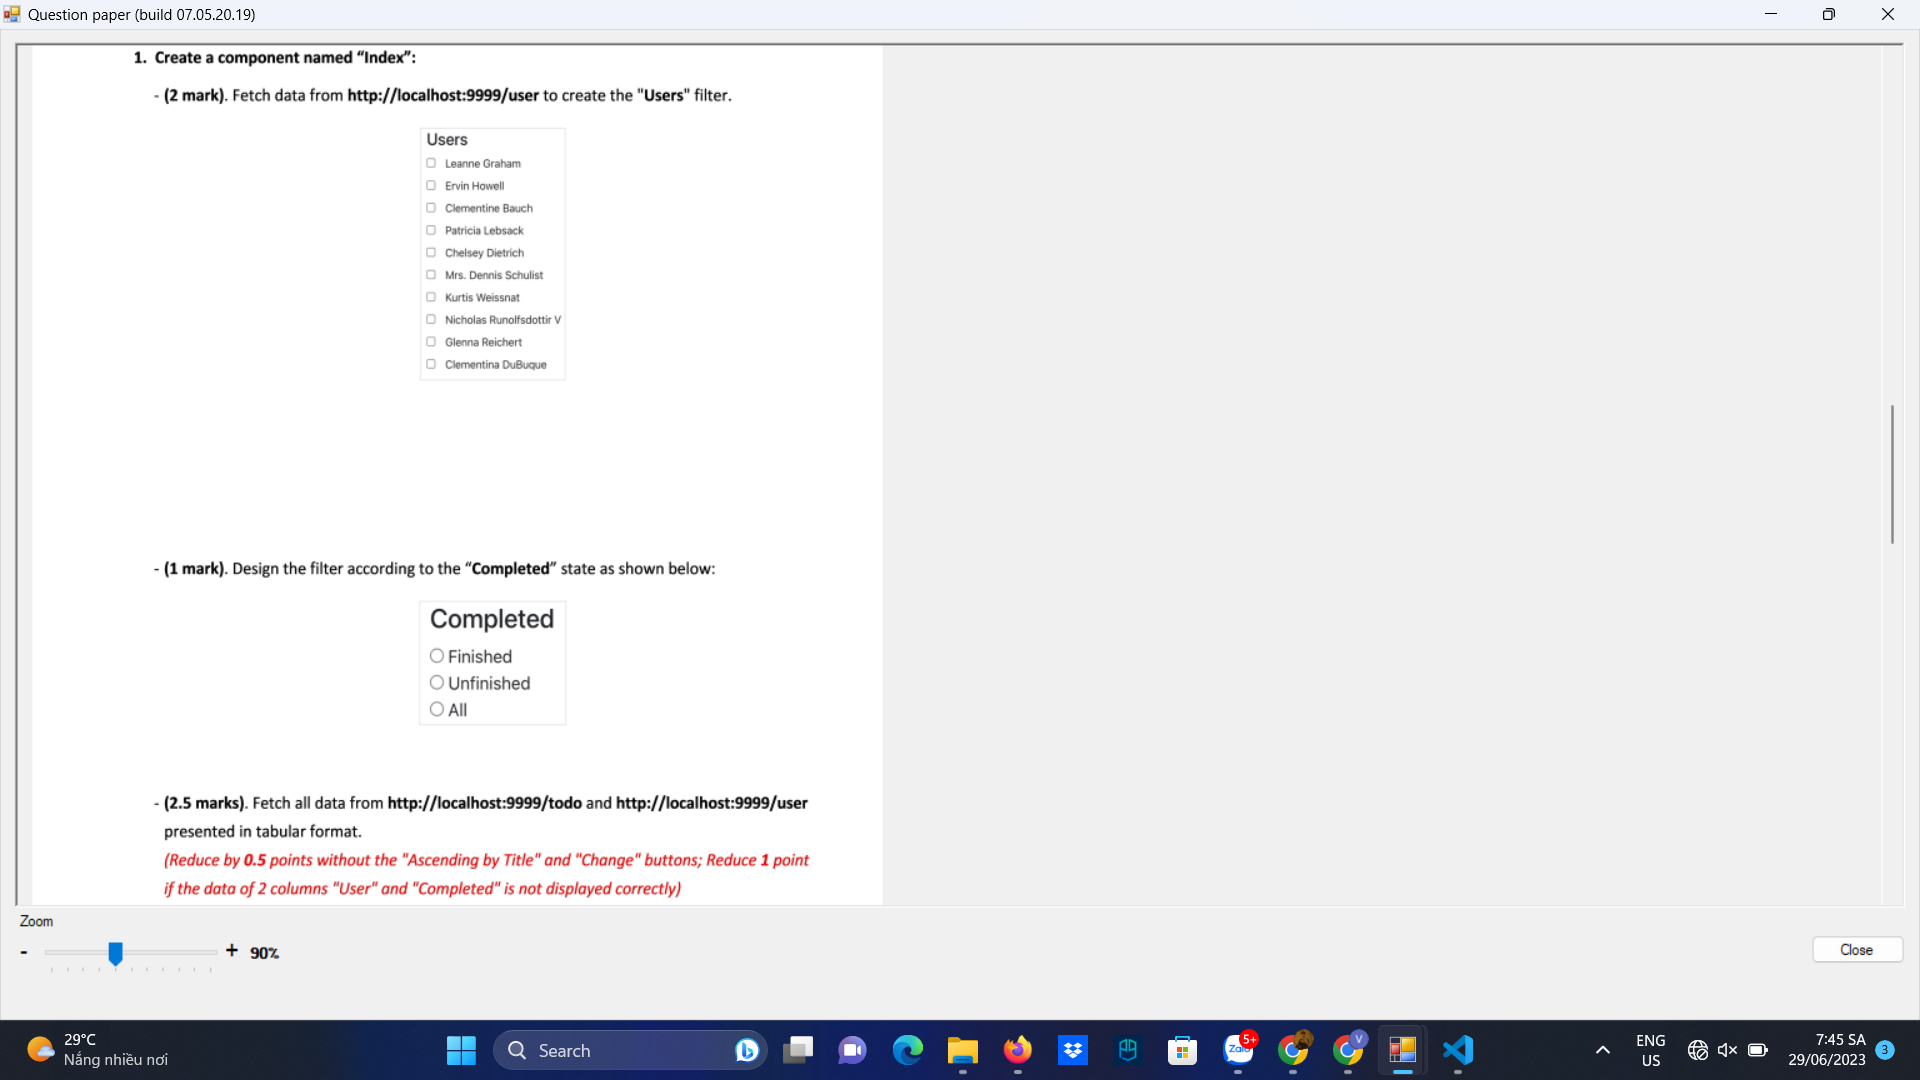 Question paper (build 07.05.20.19)
1. Create a component named “Index”:
- (2 mark). Fetch data from http://localhost:9999/user to create the "Users" filter.
Users
Leanne Graham
Ervin Howell
Clementine Bauch
Patricia Lebsack
Chelsey Dietrich
Mrs. Dennis Schulist
Kurtis Weissnat
Nicholas Runolfsdottir V
Glenna Reichert
Clementina DuBuque
- (1 mark). Design the filter according to the “Completed” state as shown below:
Completed
Finished
Unfinished
All
- (2.5 marks). Fetch all data from http://localhost:9999/todo and http://localhost:9999/user
presented in tabular format.
(Reduce by 0.5 points without the "Ascending by Title" and "Change" buttons; Reduce 1 point
if the data of 2 columns "User" and "Completed" is not displayed correctly)
Zoom
- + 90%
Close
29°C
Nắng nhiều nơi
Search
Zalo
5+
V
ENG
US
7:45 SA
29/06/2023
3